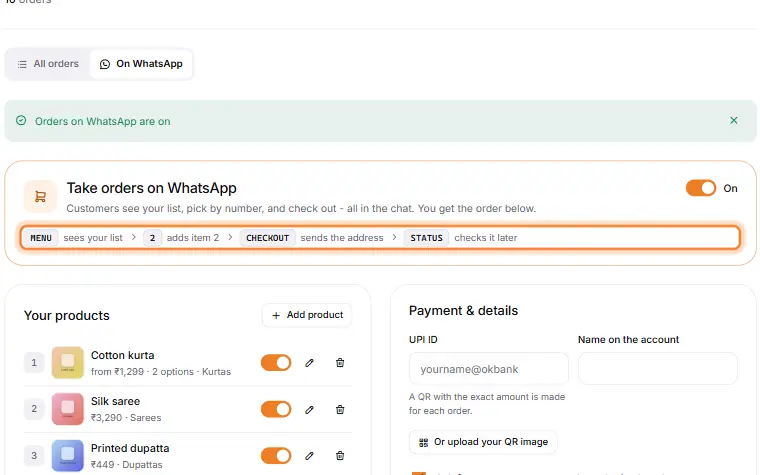 10 orders
All orders
On WhatsApp
Orders on WhatsApp are on
Take orders on WhatsApp
On
Customers see your list, pick by number, and check out - all in the chat. You get the order below.
MENU sees your list > 2 adds item 2 > CHECKOUT sends the address > STATUS checks it later
Your products
+ Add product
1
Cotton kurta
from ₹1,299 · 2 options · Kurtas
2
Silk saree
₹3,290 · Sarees
3
Printed dupatta
₹449 · Dupattas
Payment & details
UPI ID
Name on the account
yourname@okbank
A QR with the exact amount is made
for each order.
Or upload your QR image